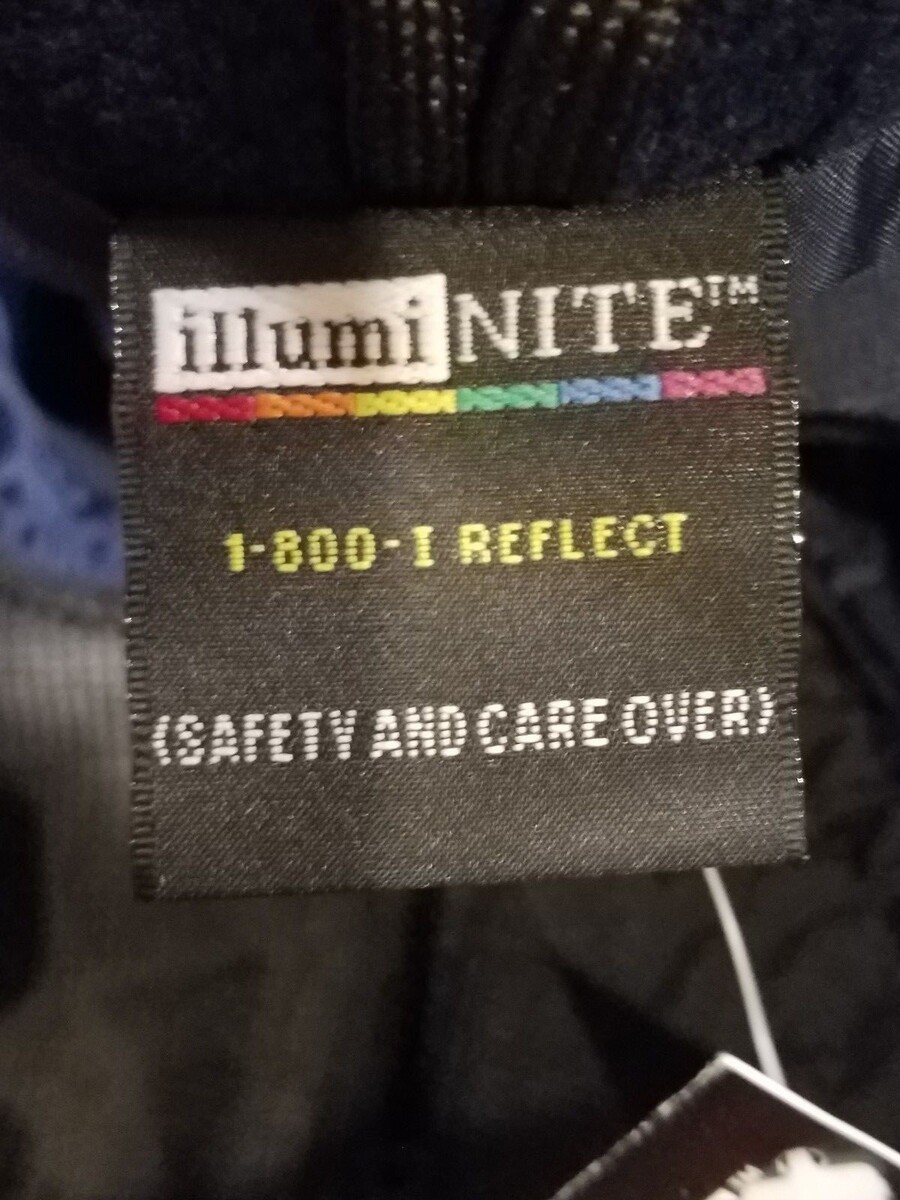 illumiNITE™
1-800-I REFLECT
(SAFETY AND CARE OVER)